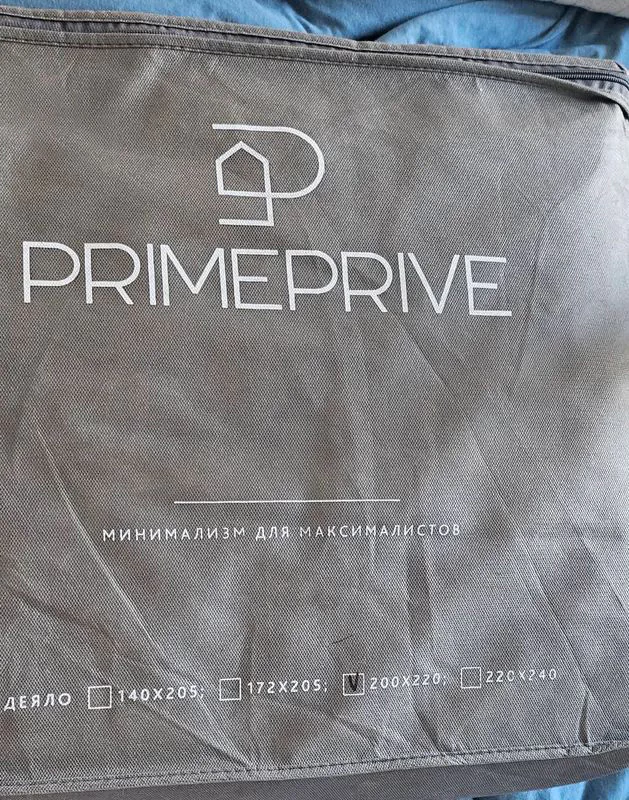 PRIMEPRIVE
МИНИМАЛИЗМ ДЛЯ МАКСИМАЛИСТОВ
ДЕЯЛО 140X205; 172X205; V 200X220; 220X240